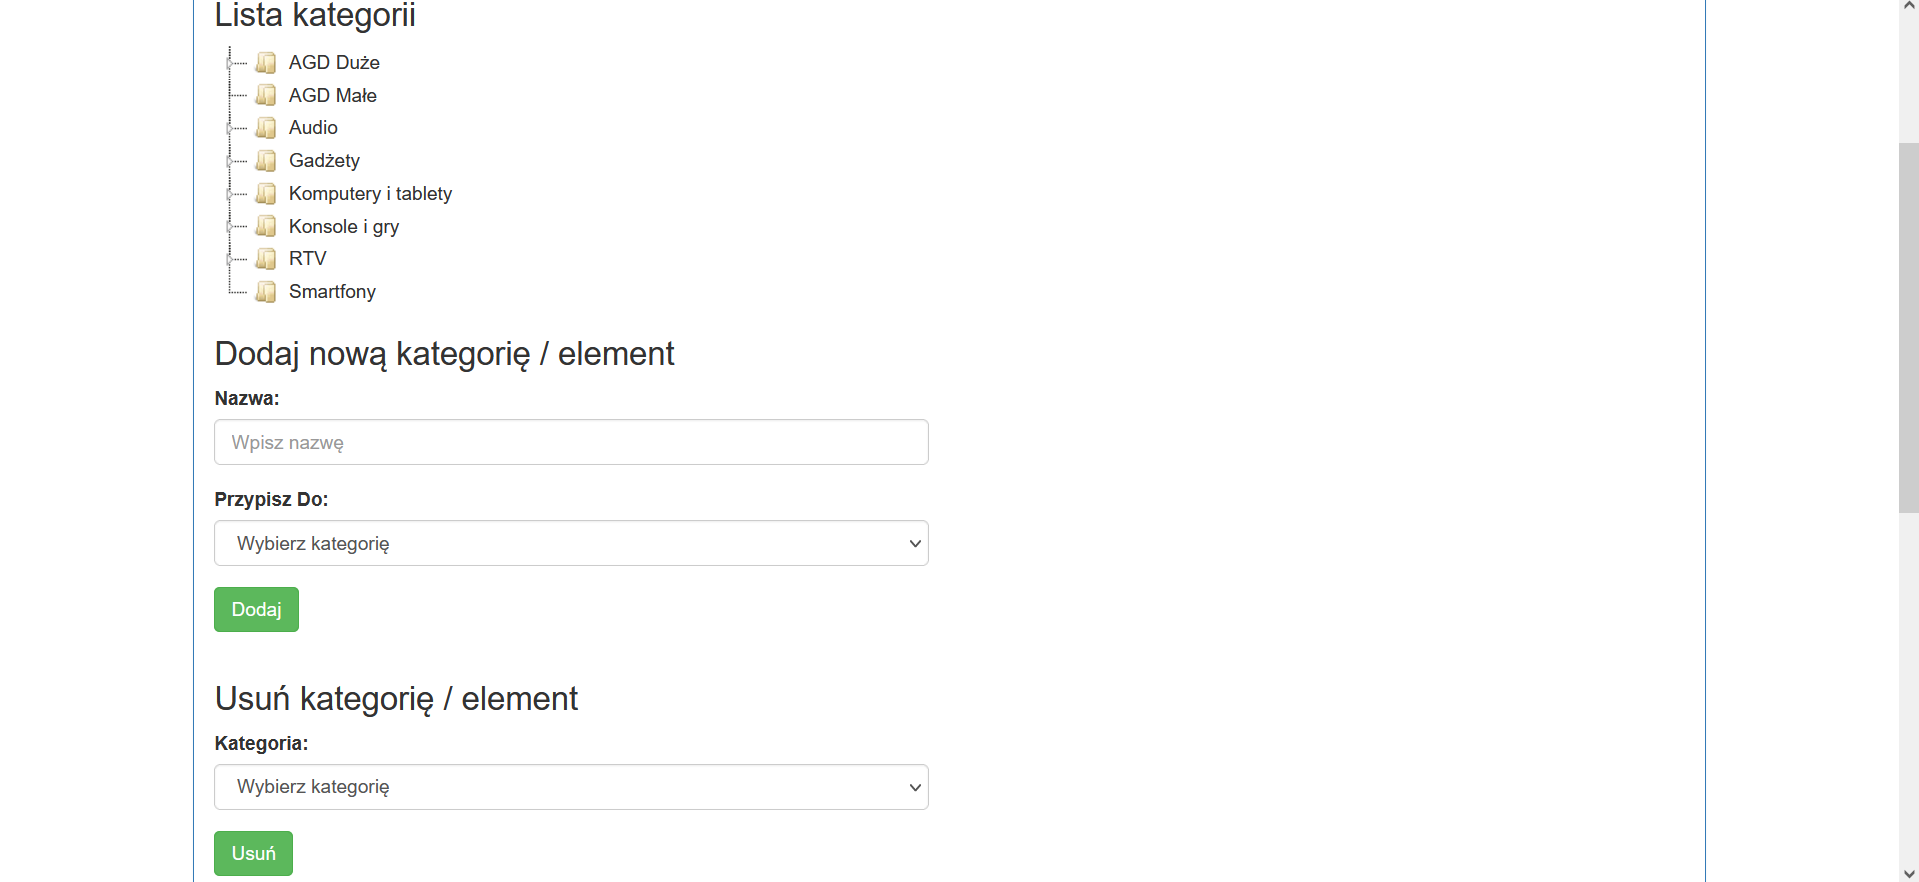 Lista kategorii
AGD Duże
AGD Małe
Audio
Gadżety
Komputery i tablety
Konsole i gry
RTV
Smartfony
Dodaj nową kategorię / element
Nazwa:
Wpisz nazwę
Przypisz Do:
Wybierz kategorię
Dodaj
Usuń kategorię / element
Kategoria:
Wybierz kategorię
Usuń